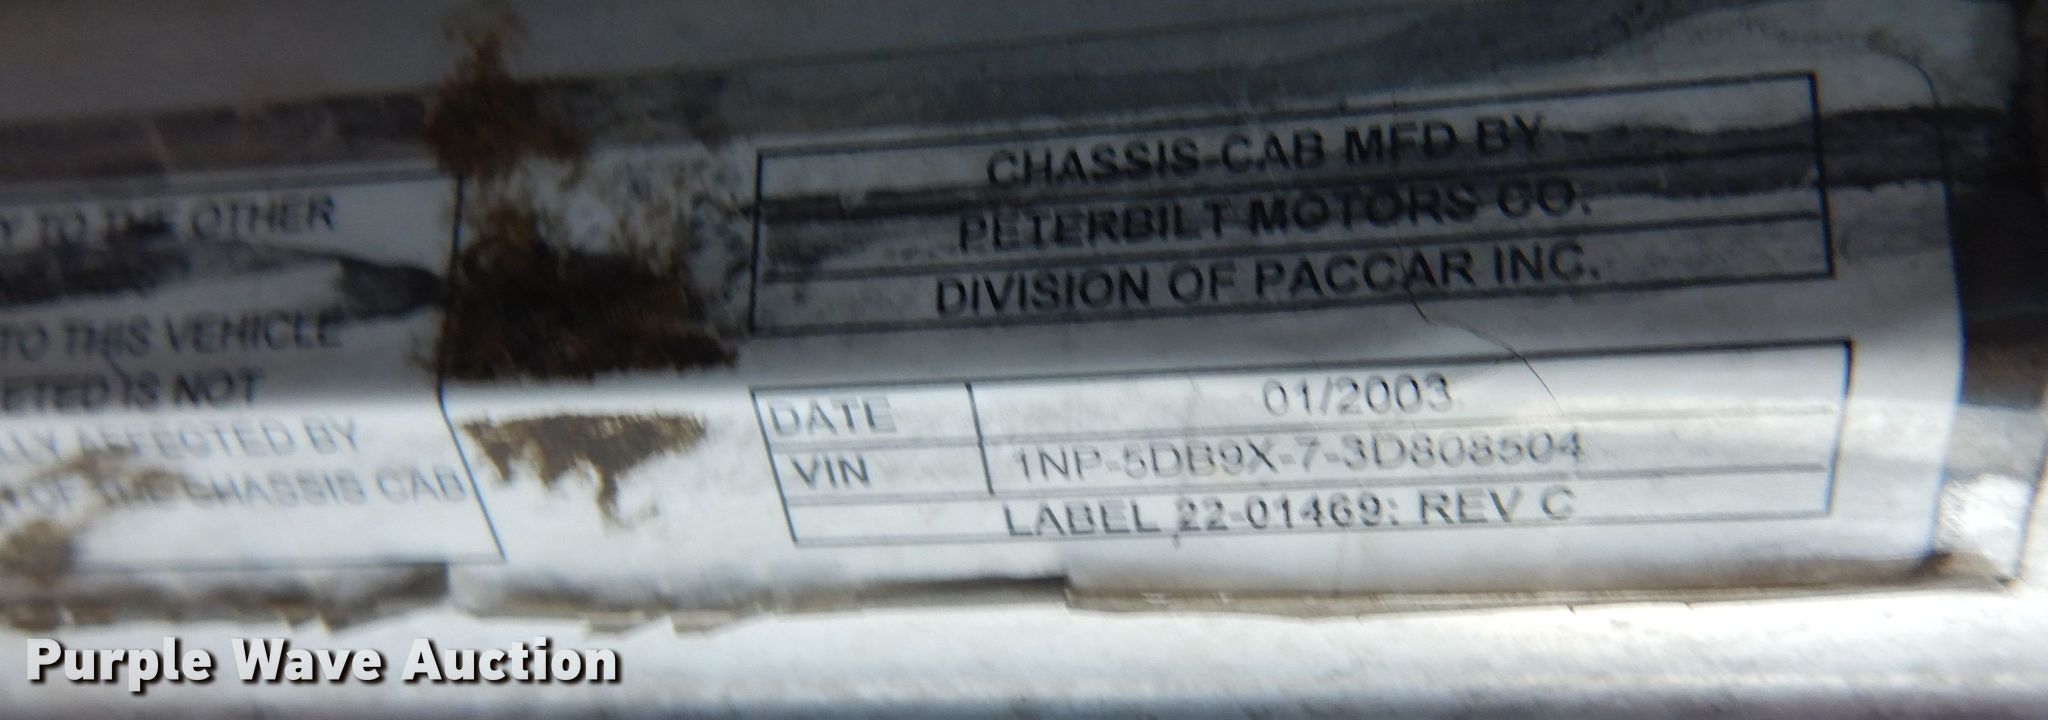 Y TO THE OTHER
TO THIS VEHICLE
ETED IS NOT
LLY AFFECTED BY
OF THE CHASSIS CAB
CHASSIS-CAB MFD BY
PETERBILT MOTORS CO.
DIVISION OF PACCAR INC.
DATE 01/2003
VIN 1NP-5DB9X-7-3D808504
LABEL 22-01469: REV C
Purple Wave Auction